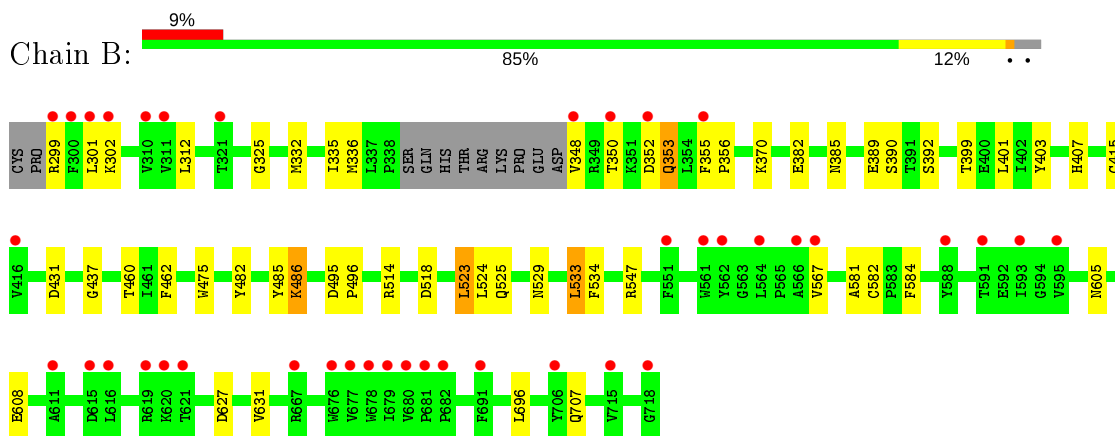 9%
Chain B:
85% 12% • •
CYS PRO R299 F300 L301 K302 V310 V311 L312 T321 G325 M332 I335 M336 L337 P338 SER GLN HIS THR ARG LYS PRO GLU ASP V348 R349 T350 K351 D352 Q353 L354 F355 P356 K370 E382 N385 E389 S390 T391 S392 T399 E400 L401 I402 Y403 H407 G415
V416 D431 G437 T460 I461 F462 W475 Y482 Y485 K486 D495 P496 R514 D518 L523 L524 Q525 N529 L533 F534 R547 F551 W561 Y562 G563 L564 P565 A566 V567 A581 C582 P583 F584 Y588 T591 E592 I593 G594 V595 N605
E608 A611 D615 L616 R619 K620 T621 D627 V631 R667 W676 V677 W678 I679 V680 P681 P682 F691 L696 Y706 Q707 V715 G718